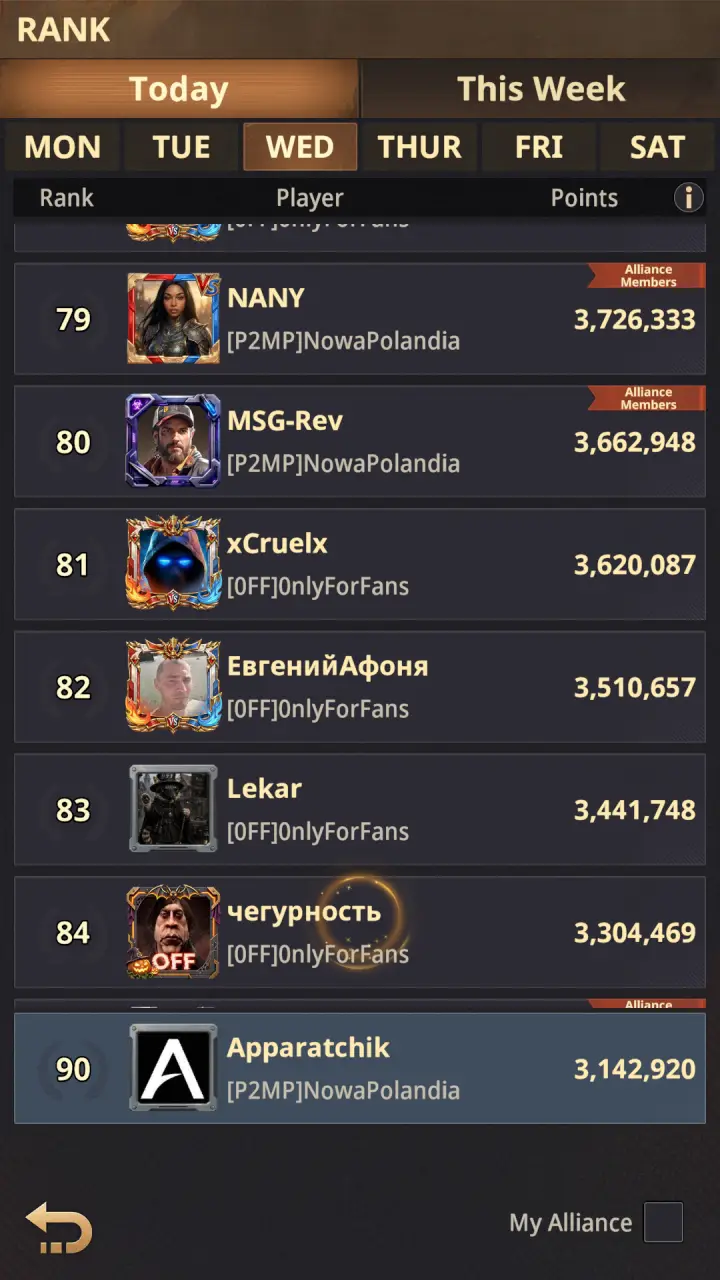 RANK
Today
This Week
MON TUE WED THUR FRI SAT
Rank Player Points
Alliance
Members
79
NANY
[P2MP]NowaPolandia
3,726,333
Alliance
Members
80
MSG-Rev
[P2MP]NowaPolandia
3,662,948
81
xCruelx
[0FF]0nlyForFans
3,620,087
82
ЕвгенийАфоня
[0FF]0nlyForFans
3,510,657
83
Lekar
[0FF]0nlyForFans
3,441,748
84
OFF
чегурность
[0FF]0nlyForFans
3,304,469
Alliance
90
Apparatchik
[P2MP]NowaPolandia
3,142,920
My Alliance